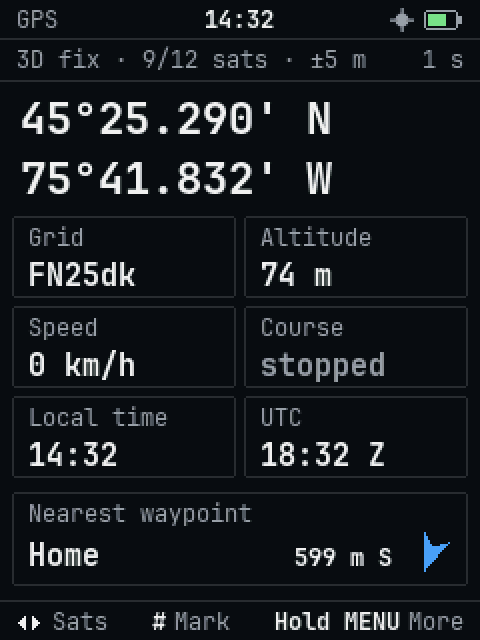 GPS 14:32
3D fix · 9/12 sats · ±5 m 1 s
45°25.290' N
75°41.832' W
Grid Altitude
FN25dk 74 m
Speed Course
0 km/h stopped
Local time UTC
14:32 18:32 Z
Nearest waypoint
Home 599 m S
Sats # Mark Hold MENU More